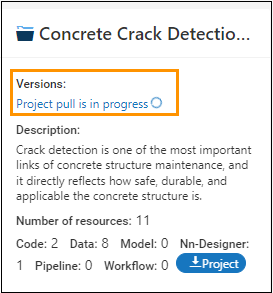 Concrete Crack Detectio...
Versions:
Project pull is in progress
Description:
Crack detection is one of the most important
links of concrete structure maintenance, and
it directly reflects how safe, durable, and
applicable the concrete structure is.
Number of resources: 11
Code: 2 Data: 8 Model: 0 Nn-Designer:
1 Pipeline: 0 Workflow: 0 Project